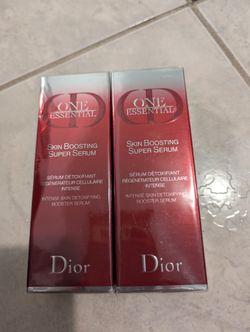 ONE
ESSENTIAL
SKIN BOOSTING
SUPER SERUM
SÉRUM DÉTOXIFIANT
RÉGÉNÉRATEUR CELLULAIRE
INTENSE
INTENSE SKIN DETOXIFYING
BOOSTER SERUM
Dior
ONE
ESSENTIAL
SKIN BOOSTING
SUPER SERUM
SÉRUM DÉTOXIFIANT
RÉGÉNÉRATEUR CELLULAIRE
INTENSE
INTENSE SKIN DETOXIFYING
BOOSTER SERUM
Dior